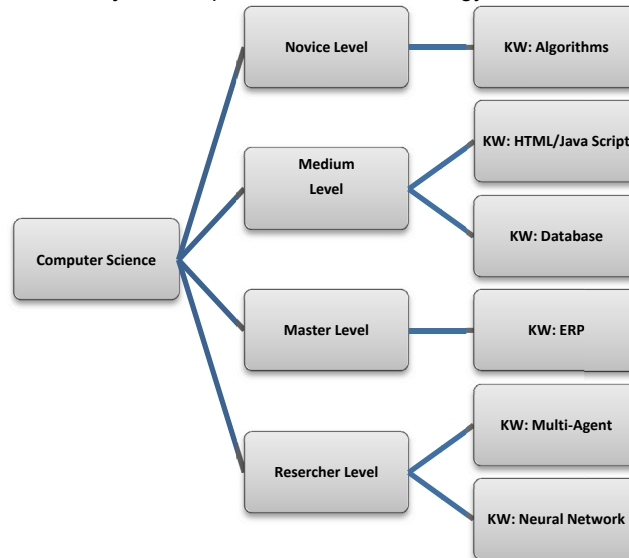 Novice Level
KW: Algorithms
KW: HTML/Java Script
Medium
Level
KW: Database
Computer Science
Master Level
KW: ERP
KW: Multi-Agent
Resercher Level
KW: Neural Network